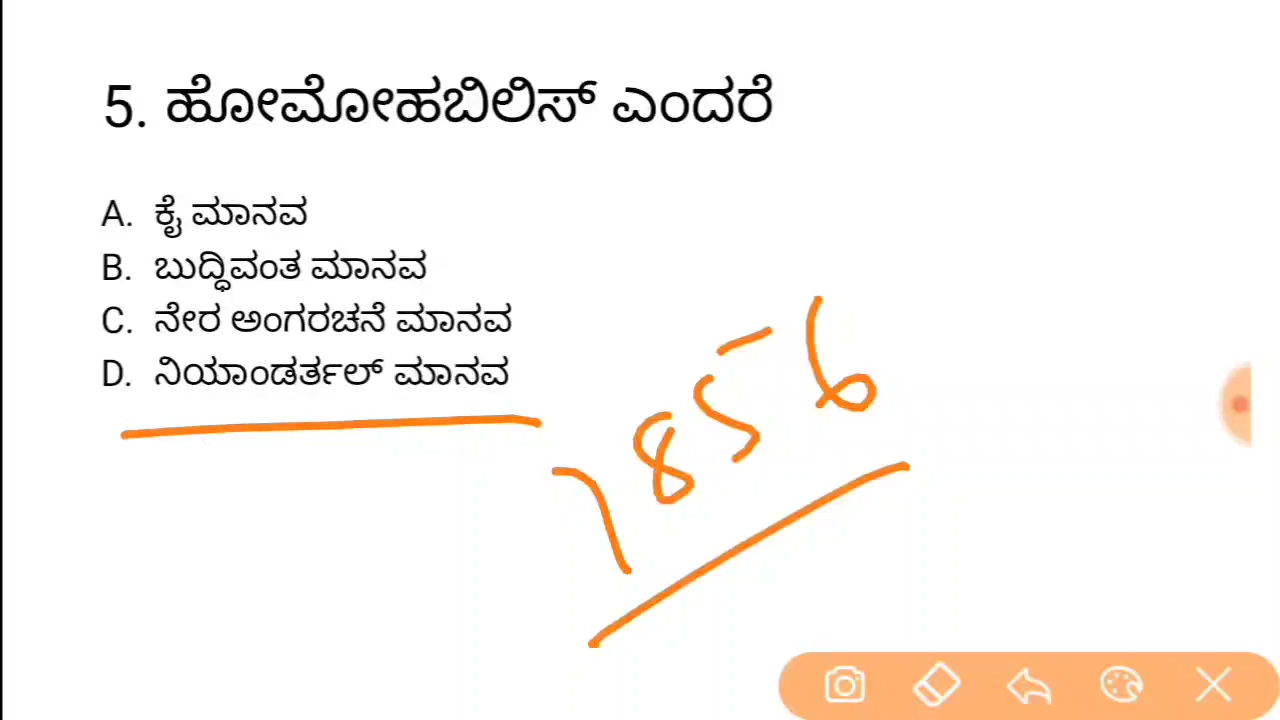 5. ಹೋಮೋಹಬಿಲಿಸ್ ಎಂದರೆ
A. ಕೈ ಮಾನವ
B. ಬುದ್ಧಿವಂತ ಮಾನವ
C. ನೇರ ಅಂಗರಚನೆ ಮಾನವ
D. ನಿಯಾಂಡರ್ತಲ್ ಮಾನವ
1856